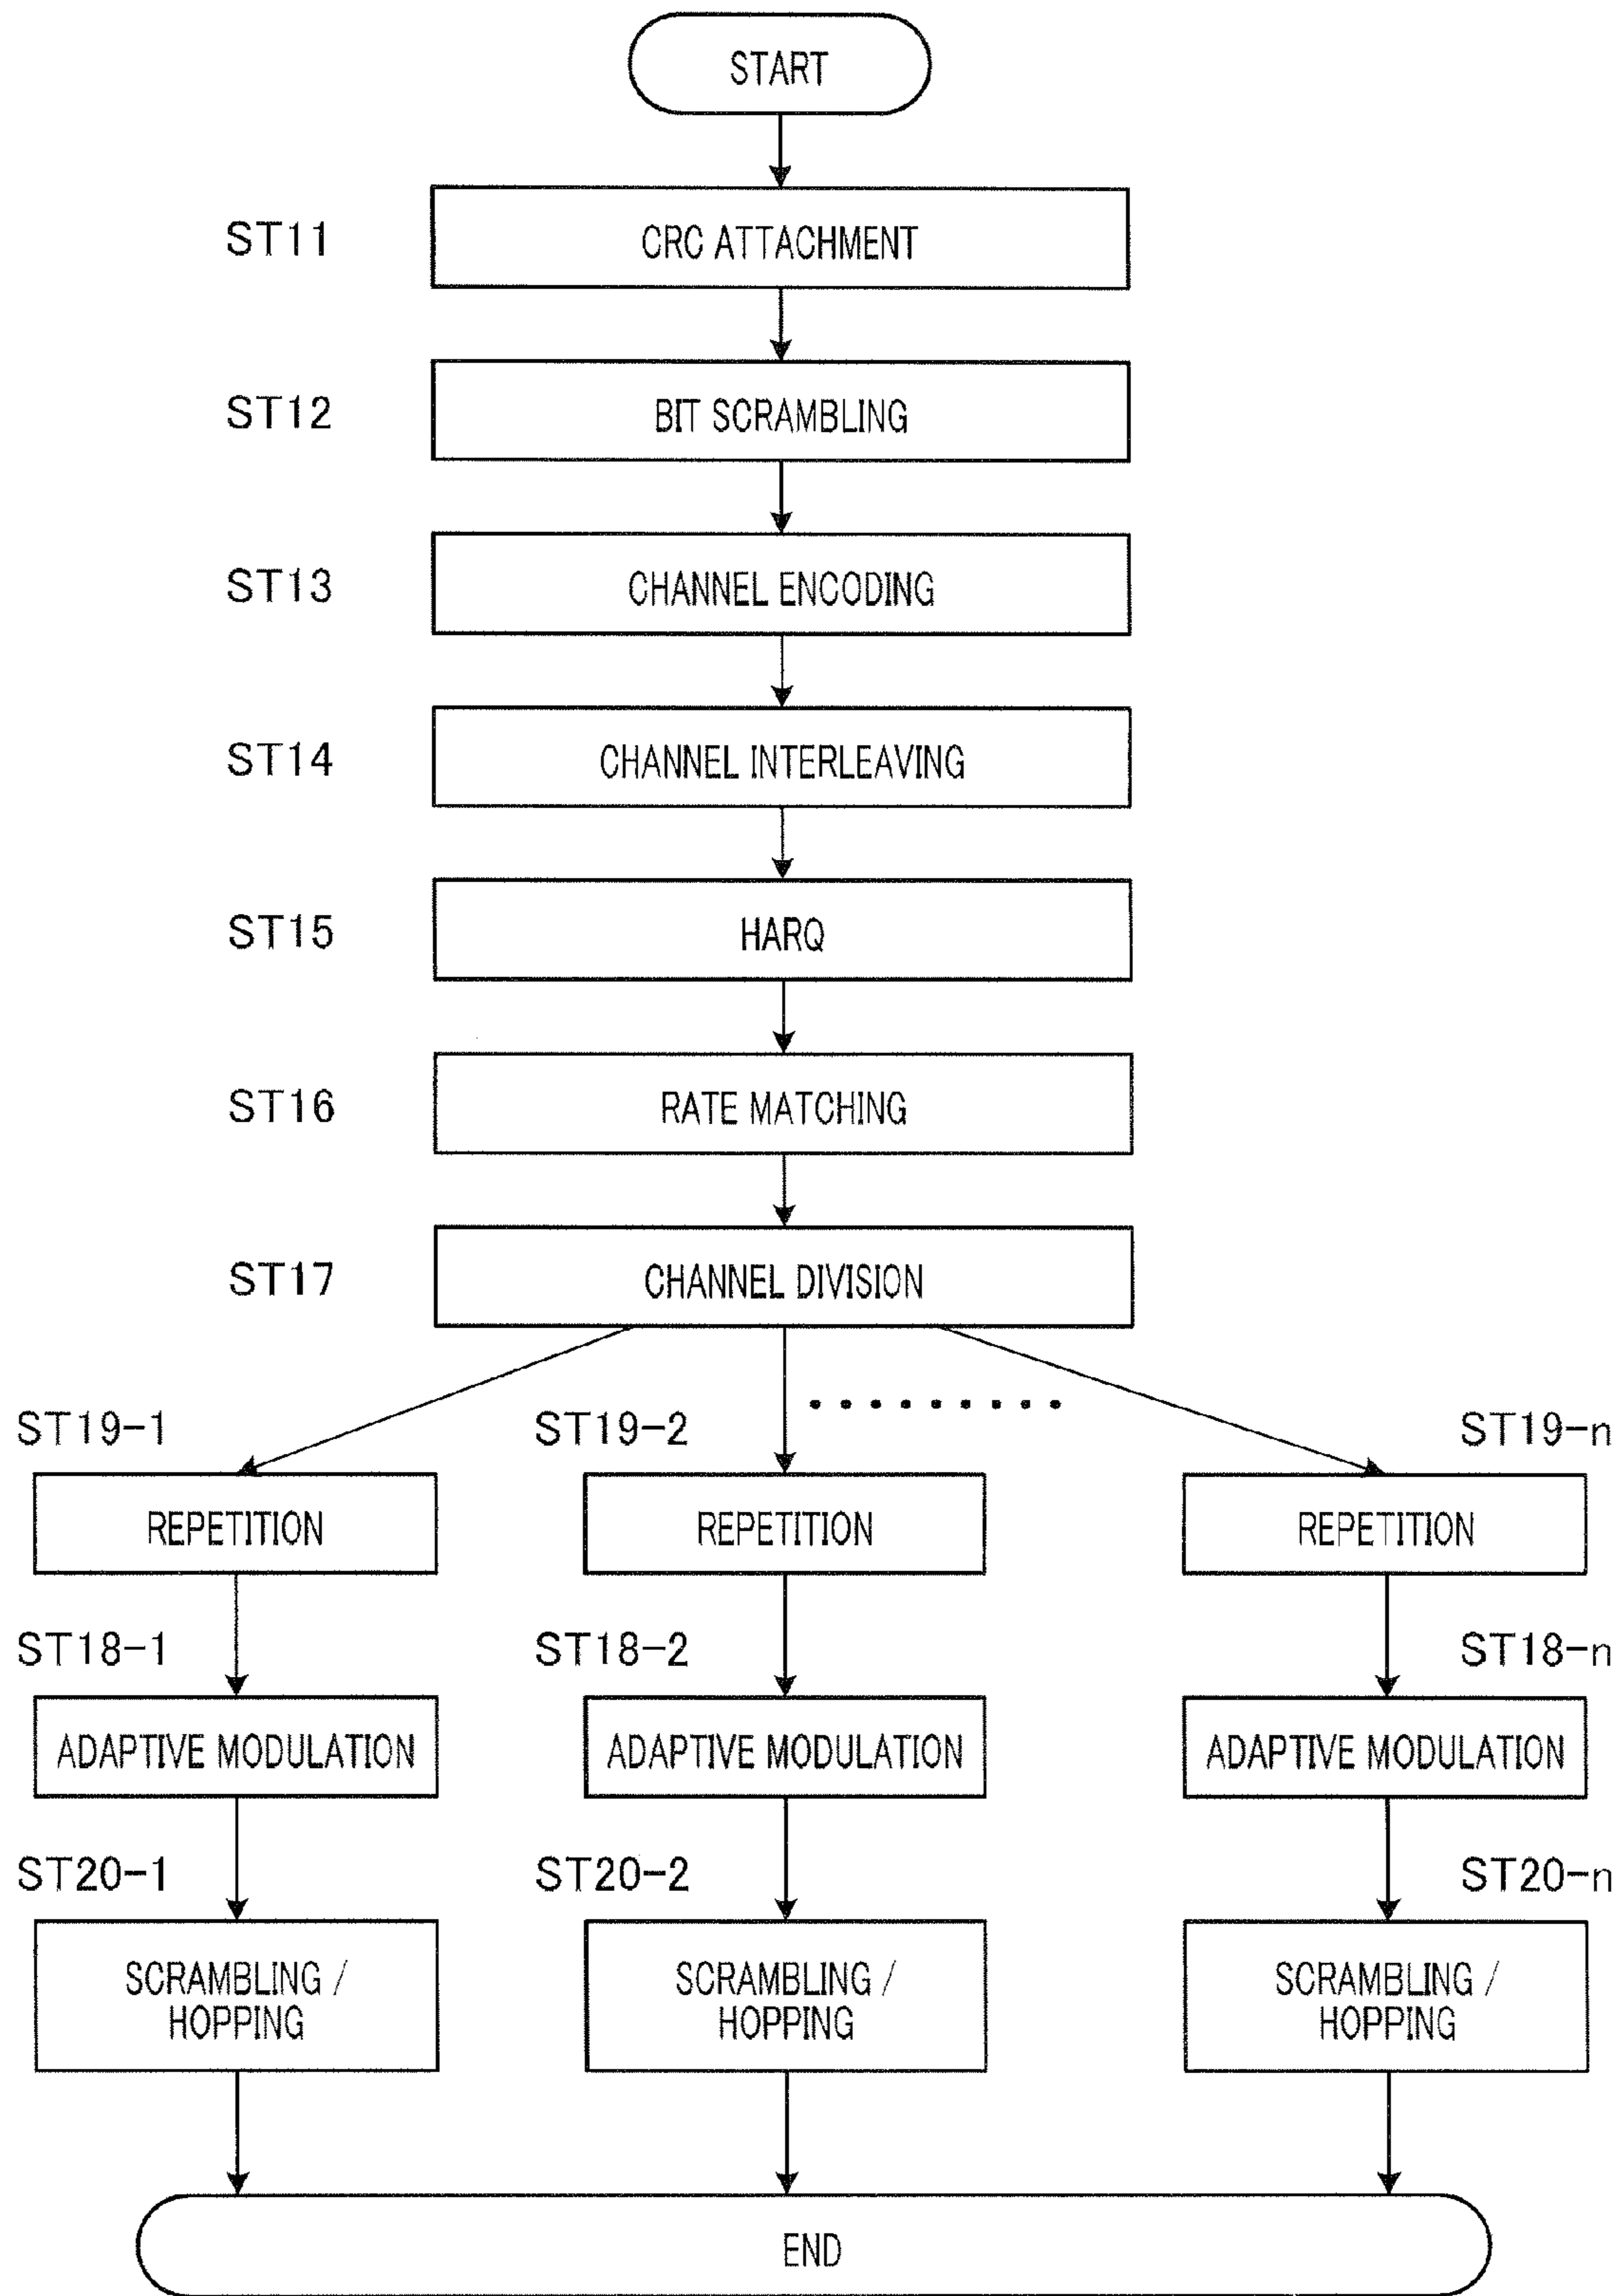 START
ST11
CRC ATTACHMENT
ST12
BIT SCRAMBLING
ST13
CHANNEL ENCODING
ST14
CHANNEL INTERLEAVING
ST15
HARQ
ST16
RATE MATCHING
ST17
CHANNEL DIVISION
ST19-1
ST19-2
ST19-n
REPETITION
REPETITION
REPETITION
ST18-1
ST18-2
ST18-n
ADAPTIVE MODULATION
ADAPTIVE MODULATION
ADAPTIVE MODULATION
ST20-1
ST20-2
ST20-n
SCRAMBLING /
HOPPING
SCRAMBLING /
HOPPING
SCRAMBLING /
HOPPING
END